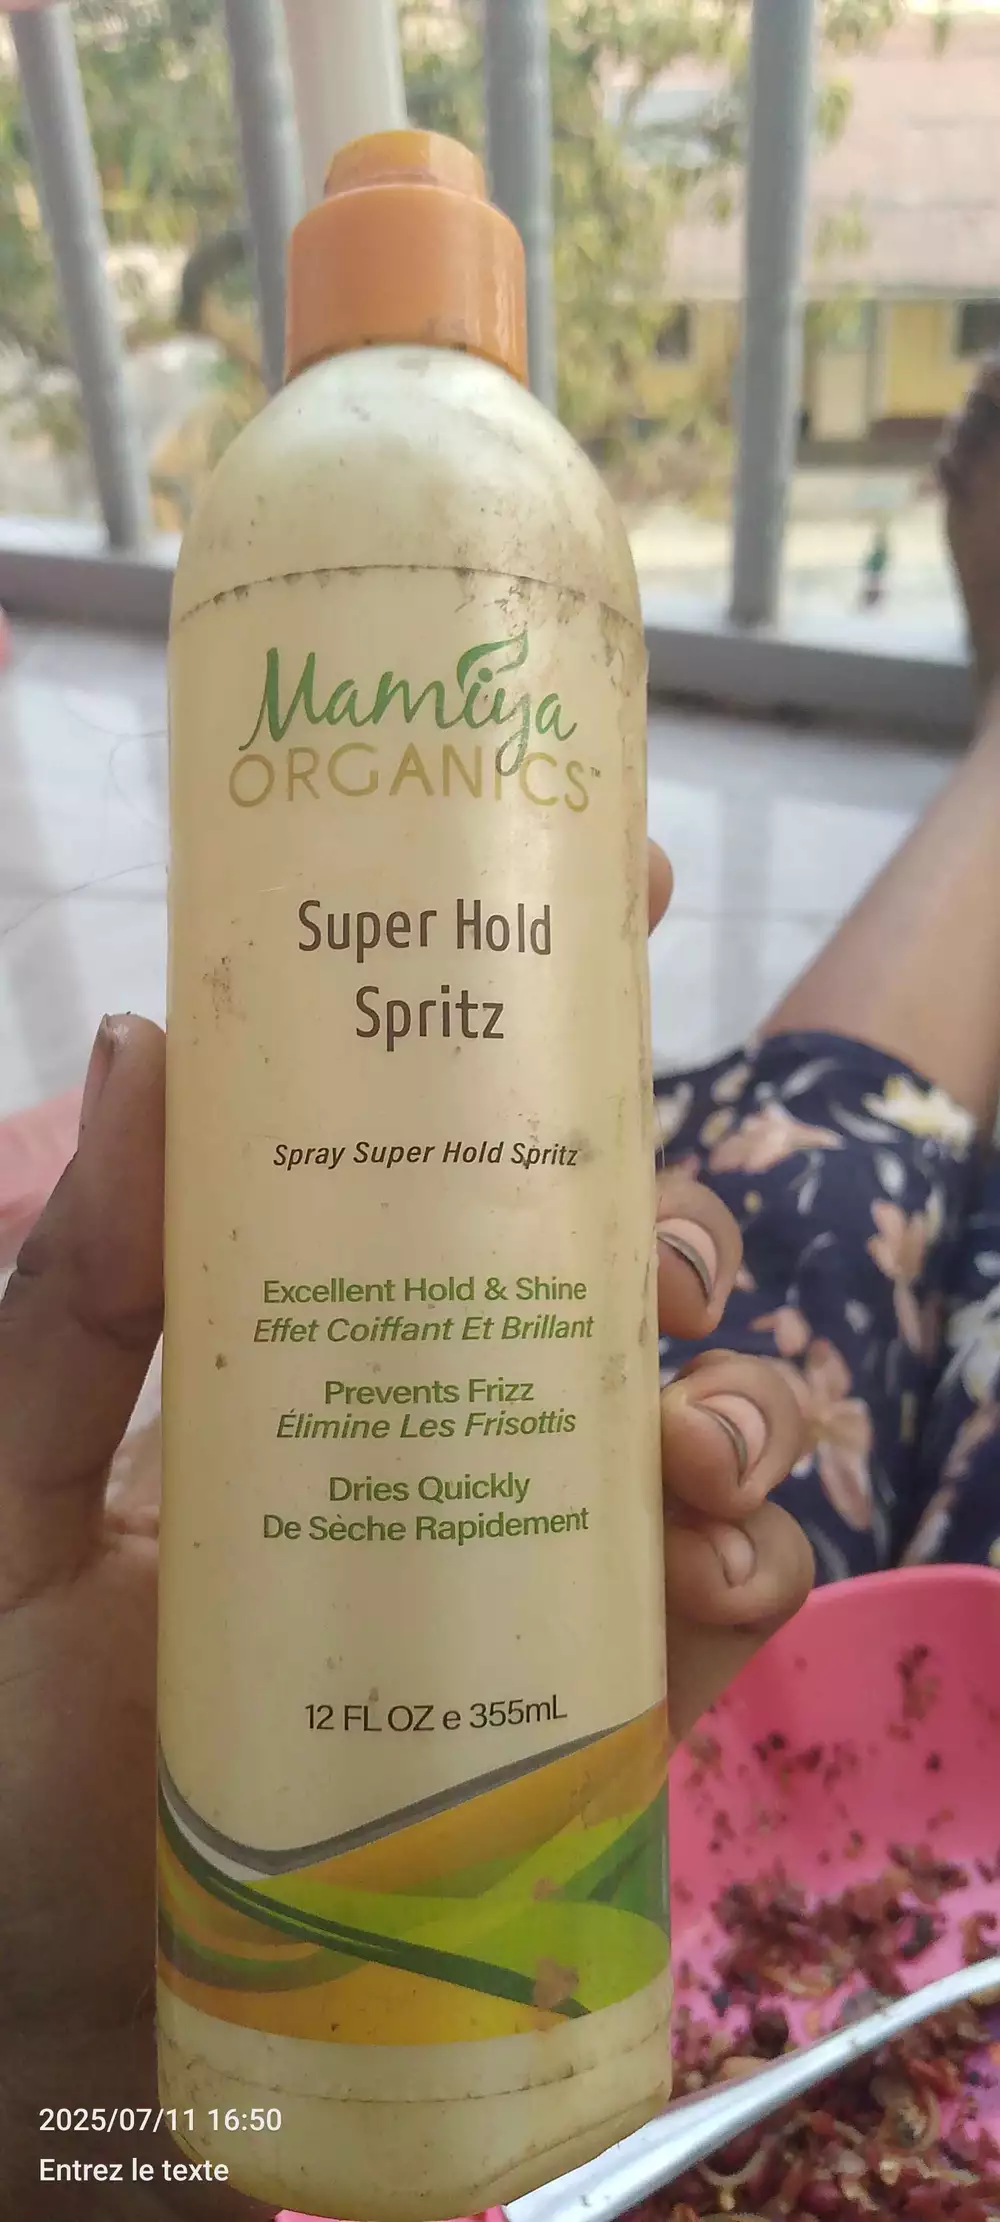 Mamiya
ORGANICS™
Super Hold
Spritz
Spray Super Hold Spritz
Excellent Hold & Shine
Effet Coiffant Et Brillant
Prevents Frizz
Élimine Les Frisottis
Dries Quickly
De Sèche Rapidement
12 FL OZ e 355mL
2025/07/11 16:50
Entrez le texte